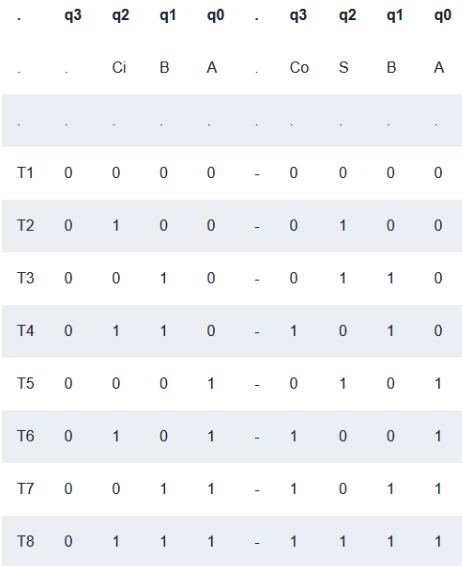 . q3 q2 q1 q0 . q3 q2 q1 q0
. . Ci B A . Co S B A
. . . . . . . . . .
T1 0 0 0 0 - 0 0 0 0
T2 0 1 0 0 - 0 1 0 0
T3 0 0 1 0 - 0 1 1 0
T4 0 1 1 0 - 1 0 1 0
T5 0 0 0 1 - 0 1 0 1
T6 0 1 0 1 - 1 0 0 1
T7 0 0 1 1 - 1 0 1 1
T8 0 1 1 1 - 1 1 1 1